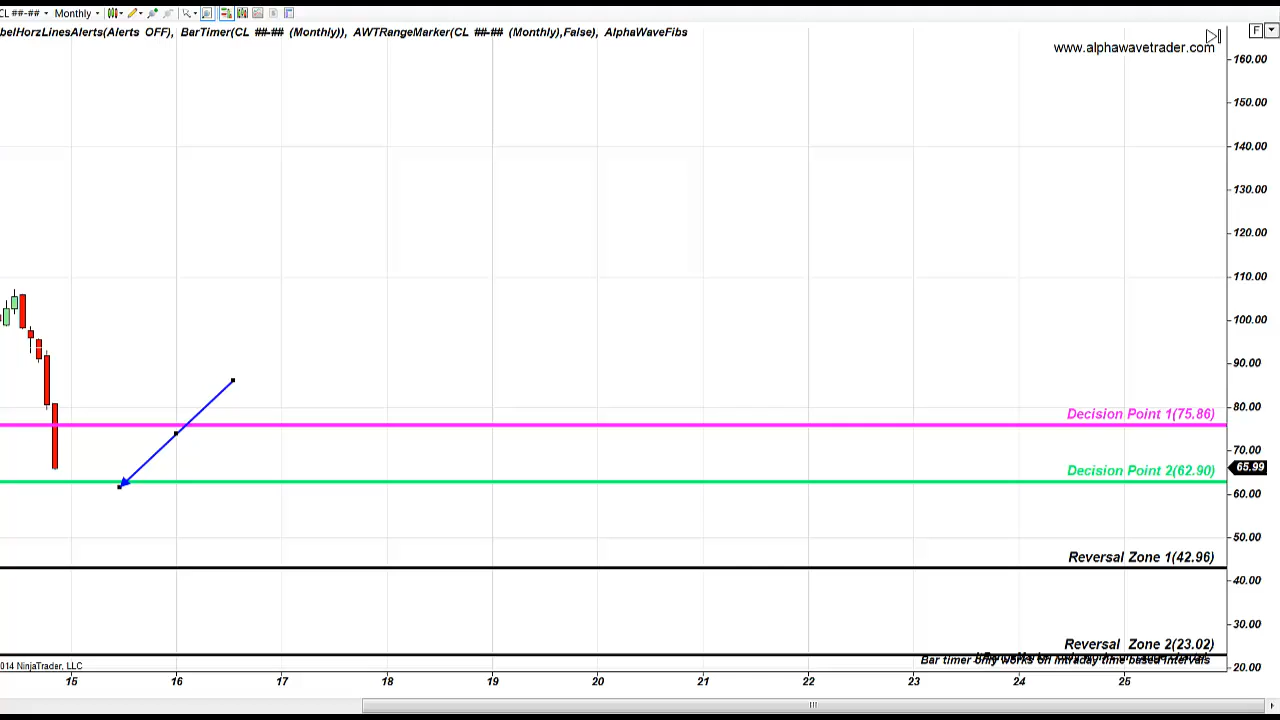 CL ##-## Monthly
belHorzLinesAlerts(Alerts OFF), BarTimer(CL ##-## (Monthly)), AWTRangeMarker(CL ##-## (Monthly),False), AlphaWaveFibs
F
www.alphawavetrader.com
160.00
150.00
140.00
130.00
120.00
110.00
100.00
90.00
80.00
Decision Point 1(75.86)
70.00
65.99
Decision Point 2(62.90)
60.00
50.00
Reversal Zone 1(42.96)
40.00
30.00
Reversal Zone 2(23.02)
Bar timer only works on intraday time based intervals
014 NinjaTrader, LLC
20.00
15 16 17 18 19 20 21 22 23 24 25